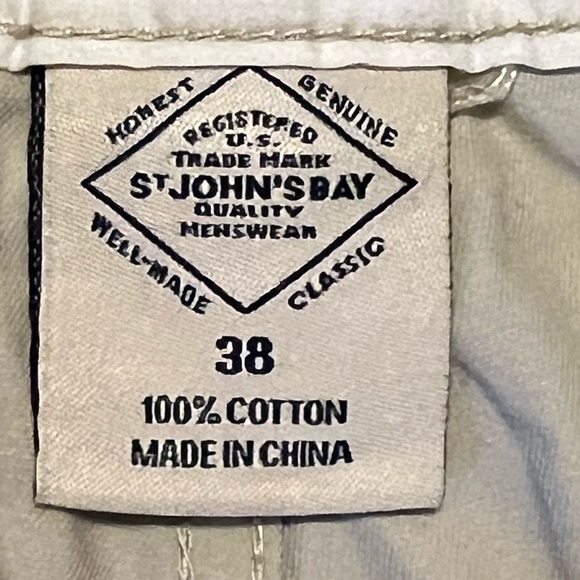 HONEST
GENUINE
REGISTERED
U.S.
TRADE MARK
ST JOHN'S BAY
QUALITY
MENSWEAR
WELL-MADE
CLASSIC
38
100% COTTON
MADE IN CHINA